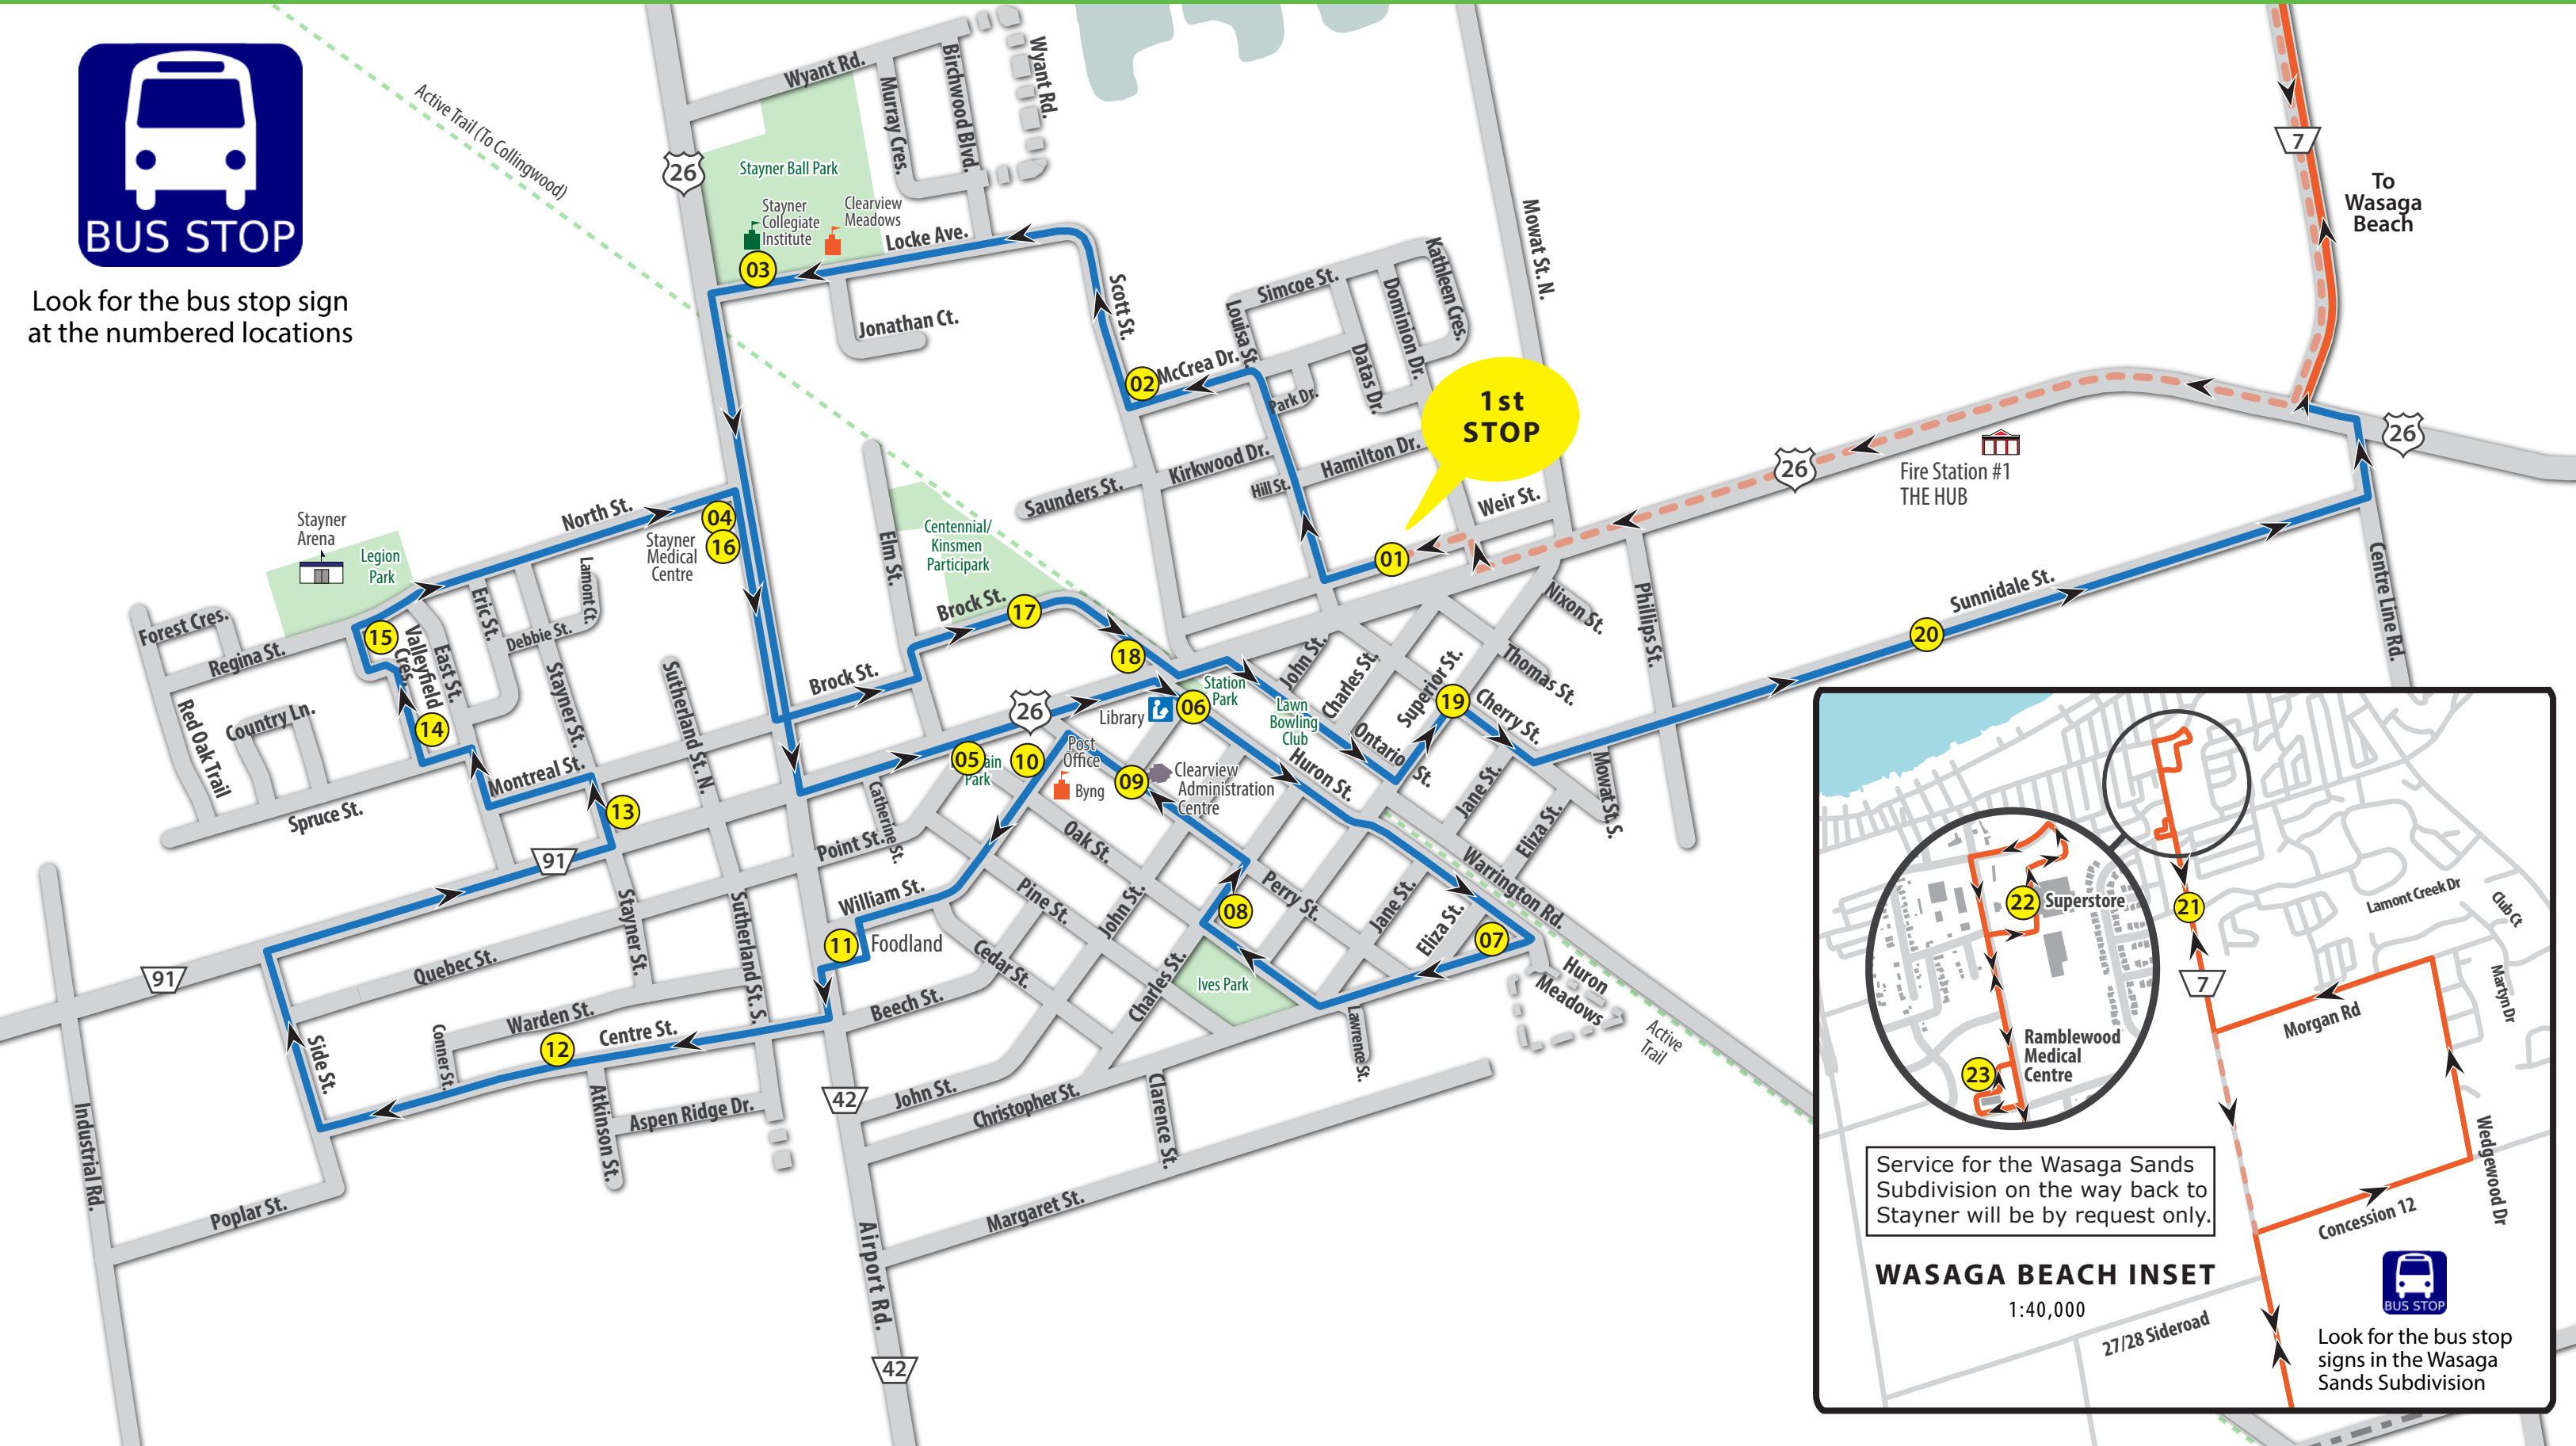 BUS STOP
Look for the bus stop sign
at the numbered locations
Active Trail (To Collingwood)
26
Wyant Rd.
Murray Cres.
Birchwood Blvd.
Wyant Rd.
Stayner Ball Park
Stayner
Collegiate
Institute
Clearview
Meadows
Locke Ave.
03
Jonathan Ct.
Scott St.
02
McCrea Dr.
Louisa St.
Simcoe St.
Kathleen Cres.
Dominion Dr.
Datas Dr.
Park Dr.
Mowat St. N.
1st
STOP
Hamilton Dr.
Kirkwood Dr.
Hill St.
Saunders St.
Weir St.
01
26
Fire Station #1
THE HUB
26
7
To
Wasaga
Beach
Centre Line Rd.
Sunnidale St.
20
Phillips St.
Nixon St.
Thomas St.
Superior St.
19
Cherry St.
Charles St.
John St.
Ontario St.
Mowat St S.
Jane St.
Eliza St.
Stayner
Arena
Legion
Park
North St.
04
16
Stayner
Medical
Centre
Lamont Ct.
Eric St.
Debbie St.
East St.
Valleyfield
Cres.
15
14
Forest Cres.
Regina St.
Red Oak Trail
Country Ln.
Spruce St.
Montreal St.
Stayner St.
Sutherland St. N.
13
91
91
Elm St.
Centennial/
Kinsmen
Participark
Brock St.
17
18
Brock St.
26
Library
06
Station
Park
Lawn
Bowling
Club
Huron St.
05
ain
Park
10
Post
Office
Byng
09
Clearview
Administration
Centre
Catherine St.
Point St.
William St.
Oak St.
Pine St.
John St.
Perry St.
08
Jane St.
Eliza St.
Warrington Rd.
07
Huron
Meadows
Active
Trail
11
Foodland
Cedar St.
Beech St.
Charles St.
Ives Park
Lawrence St.
Quebec St.
Stayner St.
Sutherland St. S.
Warden St.
Centre St.
12
Conner St.
Side St.
Atkinson St.
Aspen Ridge Dr.
42
John St.
Christopher St.
Clarence St.
Margaret St.
Industrial Rd.
Poplar St.
Airport Rd.
42
22
Superstore
21
7
Ramblewood
Medical
Centre
23
Lamont Creek Dr
Club Ct
Martyn Dr
Morgan Rd
Wedgewood Dr
Concession 12
27/28 Sideroad
Service for the Wasaga Sands
Subdivision on the way back to
Stayner will be by request only.
WASAGA BEACH INSET
1:40,000
BUS STOP
Look for the bus stop
signs in the Wasaga
Sands Subdivision